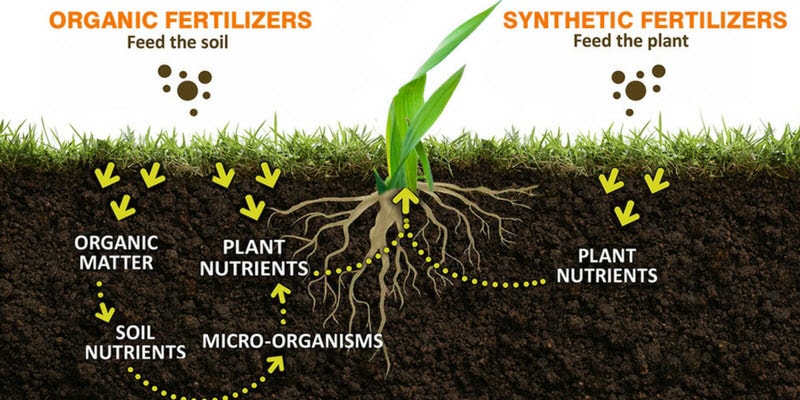 ORGANIC FERTILIZERS
Feed the soil
SYNTHETIC FERTILIZERS
Feed the plant
ORGANIC
MATTER
PLANT
NUTRIENTS
PLANT
NUTRIENTS
SOIL
NUTRIENTS
MICRO-ORGANISMS